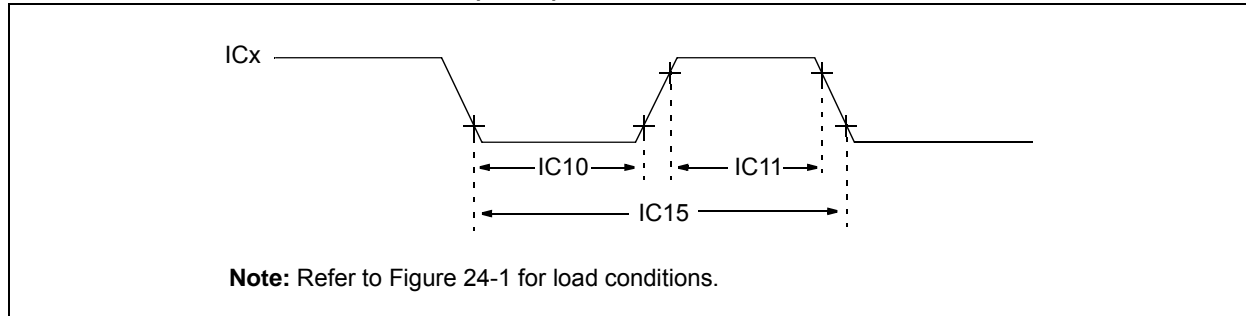 ICx
IC10
IC11
IC15
Note: Refer to Figure 24-1 for load conditions.